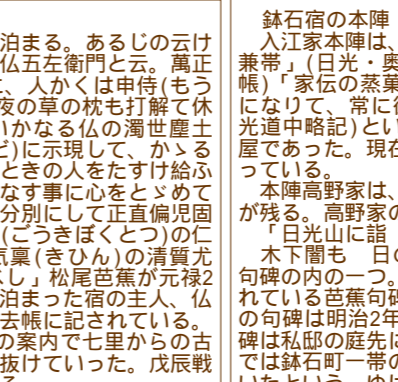 泊まる。あるじの云け
仏五左衛門と云。萬正
、人かくは申侍(もう
夜の草の枕も打解て休
いかなる仏の濁世塵土
ど)に示現して、かゝる
ときの人をたすけ給ふ
なす事に心をとゞめて
分別にして正直偏児固
(ごうきぼくとつ)の仁
気稟(きひん)の清質尤
べし」松尾芭蕉が元禄2
泊まった宿の主人、仏
去帳に記されている。
の案内で七里からの古
抜けていった。戊辰戦
鉢石宿の本陣
入江家本陣は、
兼帯」(日光・奥
帳)「家伝の蒸菓
になりて、常に徘
光道中略記)とい
屋であった。現在
っている。
本陣高野家は、
が残る。高野家の
「日光山に詣
木下闇も 日の
句碑の内の一つ。
れている芭蕉句碑
の句碑は明治2年
碑は私邸の庭先に
では鉢石町一帯の